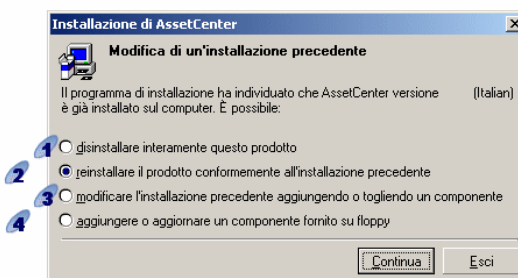 Installazione di AssetCenter
Modifica di un'installazione precedente
Il programma di installazione ha individuato che AssetCenter versione (Italian)
è già installato sul computer. È possibile:
1 disinstallare interamente questo prodotto
2 reinstallare il prodotto conformemente all'installazione precedente
3 modificare l'installazione precedente aggiungendo o togliendo un componente
4 aggiungere o aggiornare un componente fornito su floppy
Continua Esci